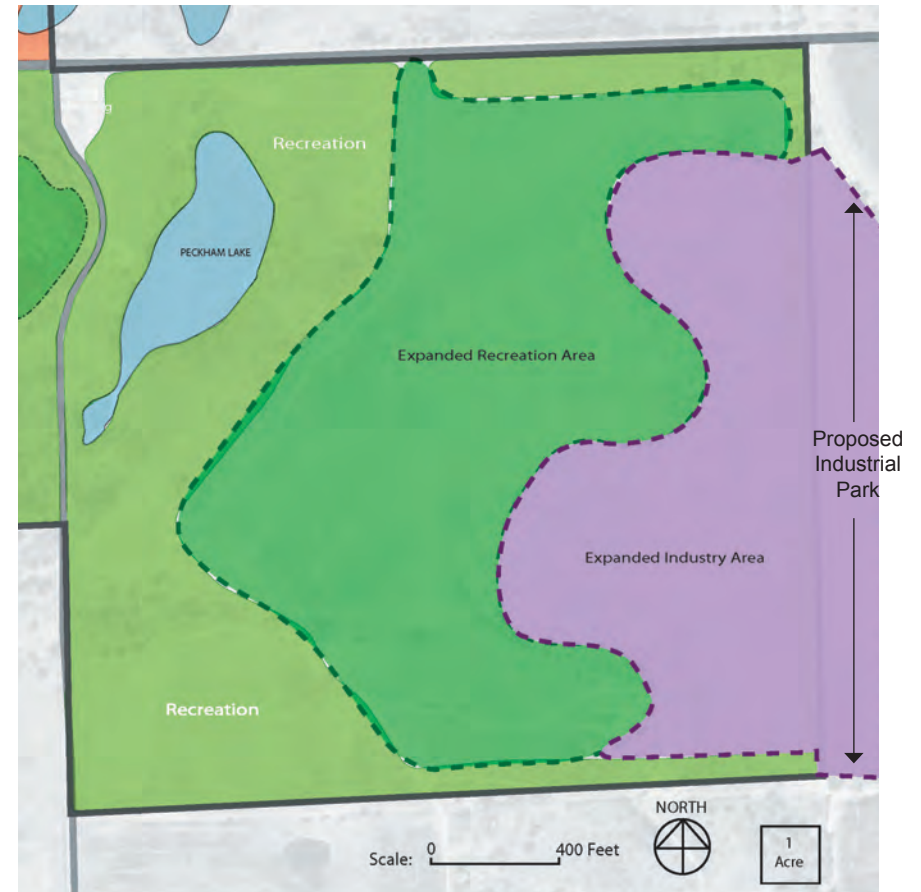 Recreation
PECKHAM LAKE
Expanded Recreation Area
Proposed
Industrial
Park
Expanded Industry Area
Recreation
NORTH
Scale: 0 400 Feet
1
Acre